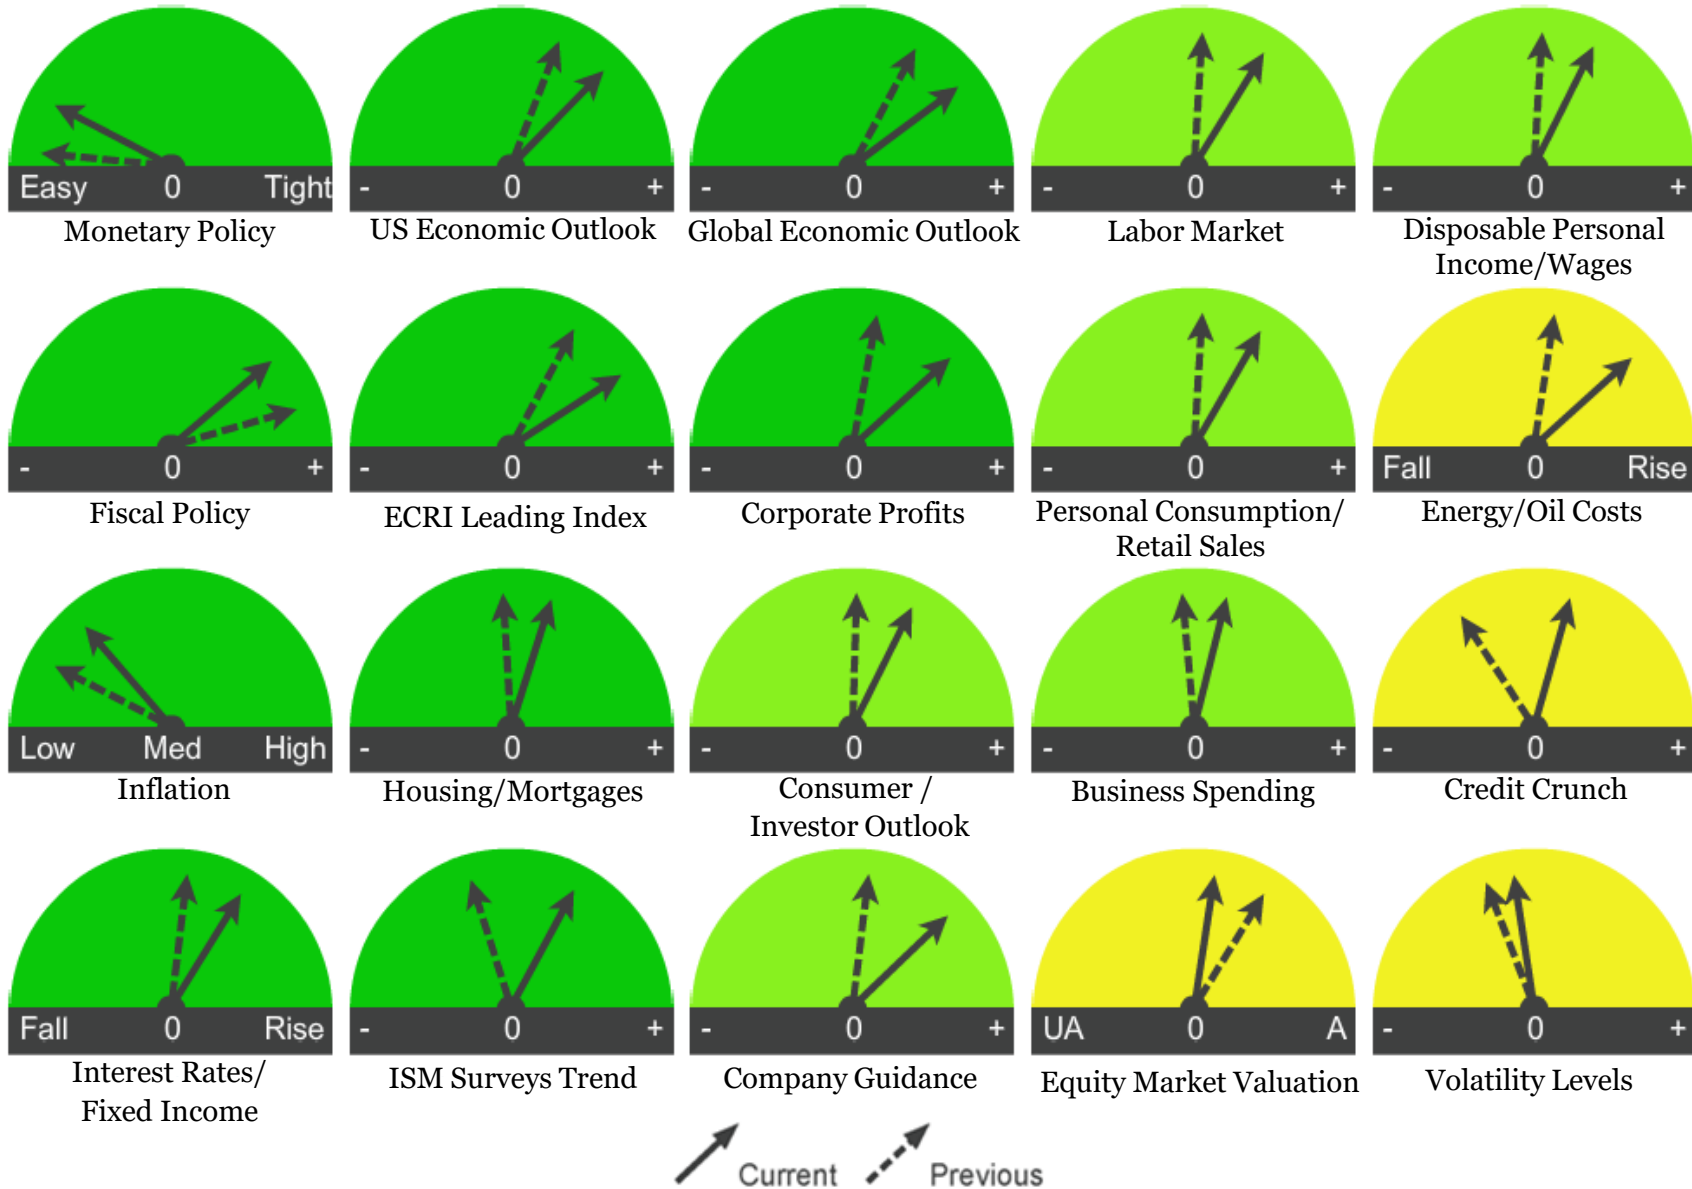 Easy 0 Tight
- 0 +
- 0 +
- 0 +
- 0 +
Monetary Policy
US Economic Outlook
Global Economic Outlook
Labor Market
Disposable Personal
Income/Wages
- 0 +
- 0 +
- 0 +
- 0 +
Fall 0 Rise
Fiscal Policy
ECRI Leading Index
Corporate Profits
Personal Consumption/
Retail Sales
Energy/Oil Costs
Low Med High
- 0 +
- 0 +
- 0 +
- 0 +
Inflation
Housing/Mortgages
Consumer /
Investor Outlook
Business Spending
Credit Crunch
Fall 0 Rise
- 0 +
- 0 +
UA 0 A
- 0 +
Interest Rates/
Fixed Income
ISM Surveys Trend
Company Guidance
Equity Market Valuation
Volatility Levels
Current
Previous